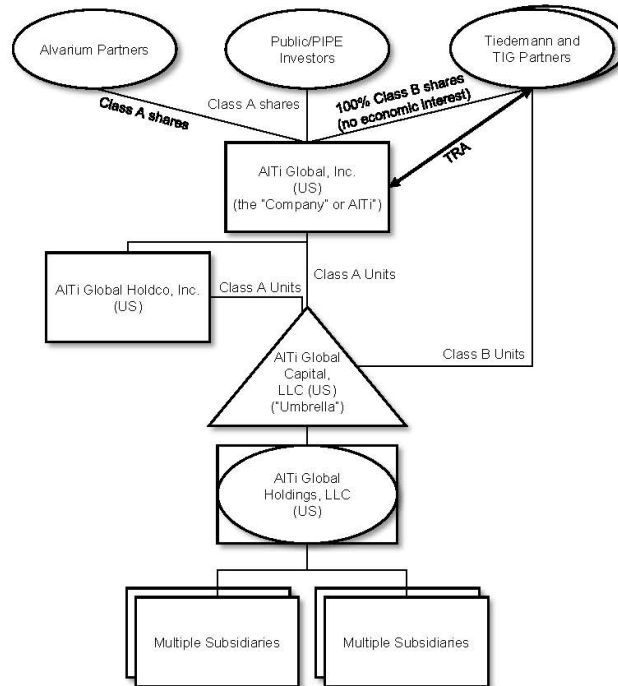 Alvarium Partners
Public/PIPE
Investors
Tiedemann and
TIG Partners
Class A shares
Class A shares
100% Class B shares
(no economic interest)
TRA
AlTi Global, Inc.
(US)
(the "Company" or AlTi")
AlTi Global Holdco, Inc.
(US)
Class A Units
Class A Units
AlTi Global
Capital,
LLC (US)
("Umbrella")
Class B Units
AlTi Global
Holdings, LLC
(US)
Multiple Subsidiaries
Multiple Subsidiaries